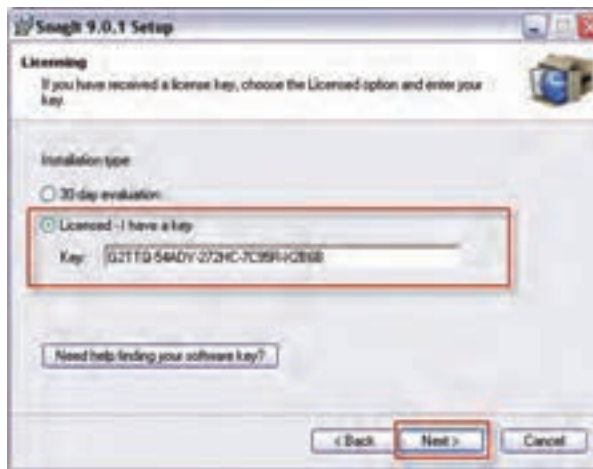 SnagIt 9.0.1 Setup
Licensing
If you have received a license key, choose the Licensed option and enter your
key.
Installation type
30 day evaluation
Licensed - I have a key
Key:
Need help finding your software key?
< Back Next > Cancel